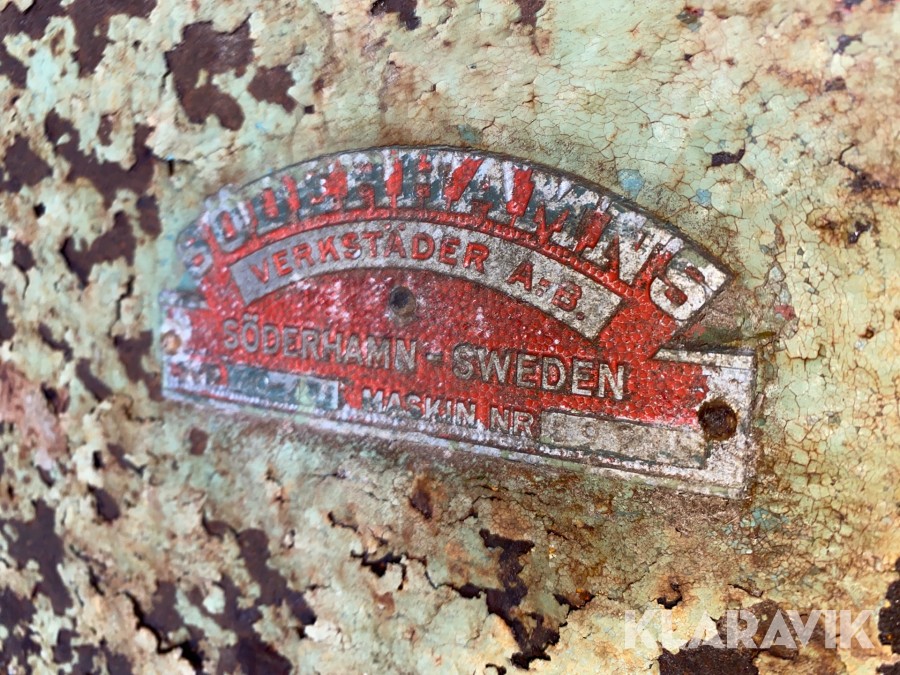 SÖDERHAMNS
VERKSTÄDER A-B.
SÖDERHAMN - SWEDEN
MASKIN NR
KLARAVIK